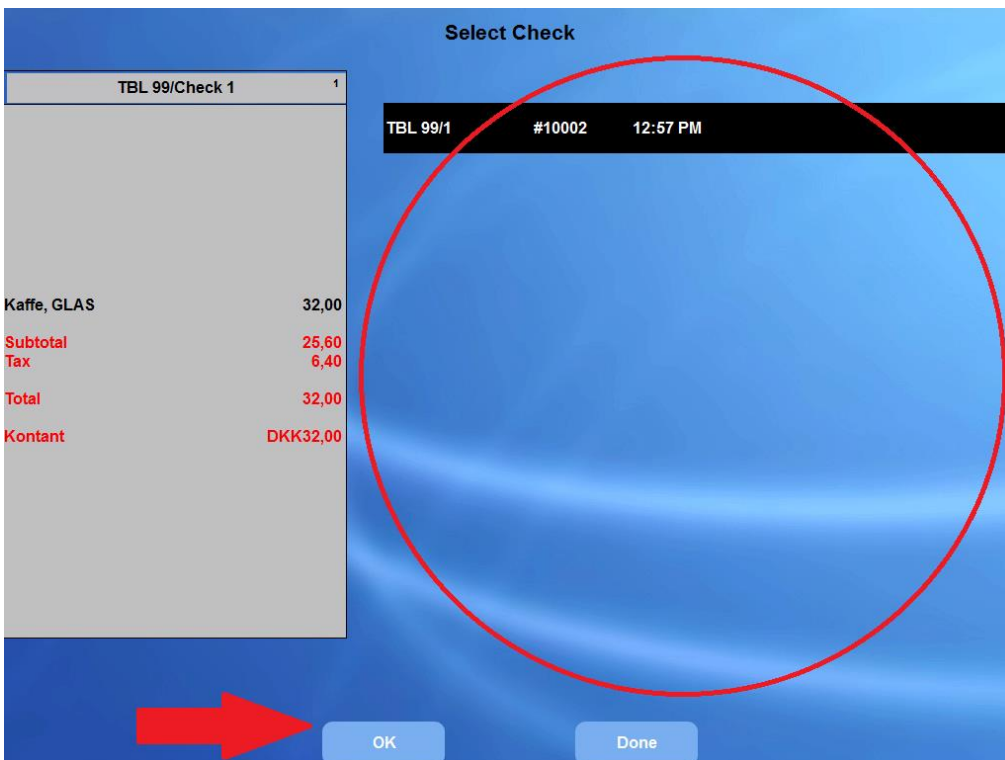 Select Check
TBL 99/Check 1 1
TBL 99/1 #10002 12:57 PM
Kaffe, GLAS 32,00
Subtotal 25,60
Tax 6,40
Total 32,00
Kontant DKK32,00
OK Done